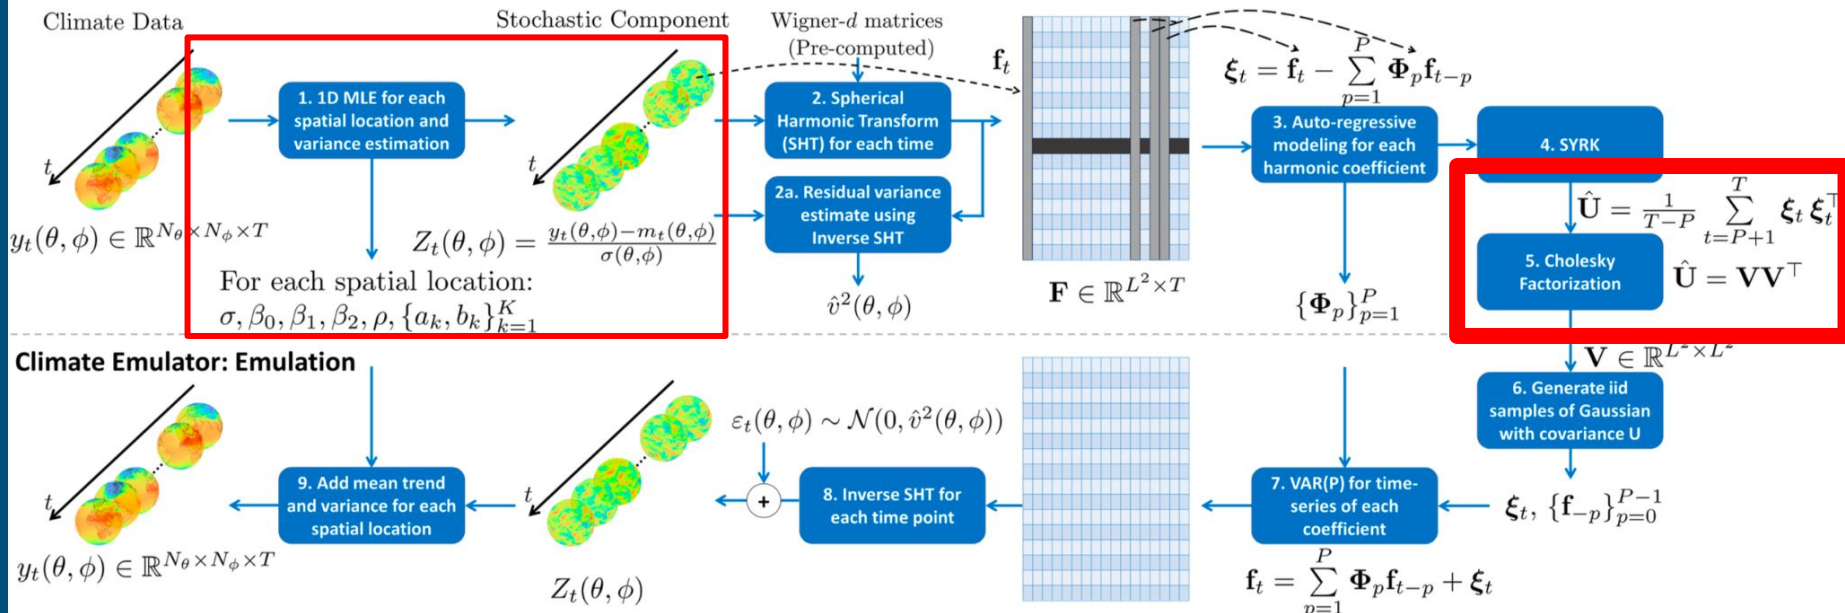 Climate Data
Stochastic Component
Wigner-d matrices
(Pre-computed)
1. 1D MLE for each
spatial location and
variance estimation
2. Spherical
Harmonic Transform
(SHT) for each time
2a. Residual variance
estimate using
Inverse SHT
f_t
ξ_t = f_t − ∑_{p=1}^{P} Φ_p f_{t−p}
3. Auto-regressive
modeling for each
harmonic coefficient
4. SYRK
t
t
y_t(θ, ϕ) ∈ ℝ^{N_θ×N_ϕ×T}
Z_t(θ, ϕ) = \frac{y_t(θ,ϕ)−m_t(θ,ϕ)}{σ(θ,ϕ)}
For each spatial location:
σ, β_0, β_1, β_2, ρ, {a_k, b_k}_{k=1}^{K}
v̂²(θ, ϕ)
F ∈ ℝ^{L²×T}
{Φ_p}_{p=1}^{P}
Û = \frac{1}{T−P} ∑_{t=P+1}^{T} ξ_t ξ_t^⊤
5. Cholesky
Factorization
Û = VV^⊤
V ∈ ℝ^{L²×L²}
Climate Emulator: Emulation
6. Generate iid
samples of Gaussian
with covariance U
ξ_t, {f_{−p}}_{p=0}^{P−1}
7. VAR(P) for time-
series of each
coefficient
f_t = ∑_{p=1}^{P} Φ_p f_{t−p} + ξ_t
8. Inverse SHT for
each time point
ε_t(θ, ϕ) ∼ 𝒩(0, v̂²(θ, ϕ))
+
t
Z_t(θ, ϕ)
9. Add mean trend
and variance for each
spatial location
t
y_t(θ, ϕ) ∈ ℝ^{N_θ×N_ϕ×T}